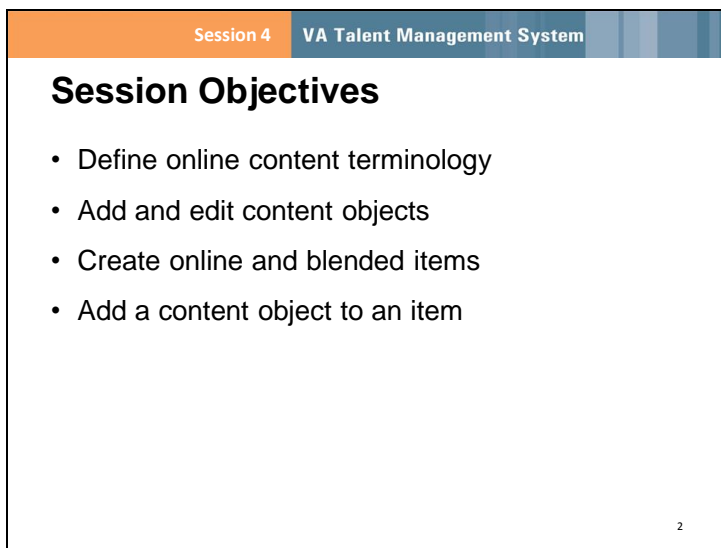 Session 4 VA Talent Management System
Session Objectives
• Define online content terminology
• Add and edit content objects
• Create online and blended items
• Add a content object to an item
2